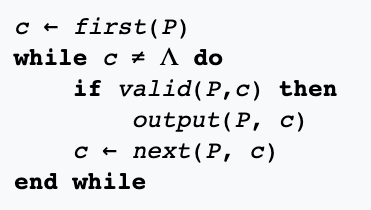 c ← first(P)
while c ≠ Λ do
    if valid(P,c) then
        output(P, c)
    c ← next(P, c)
end while